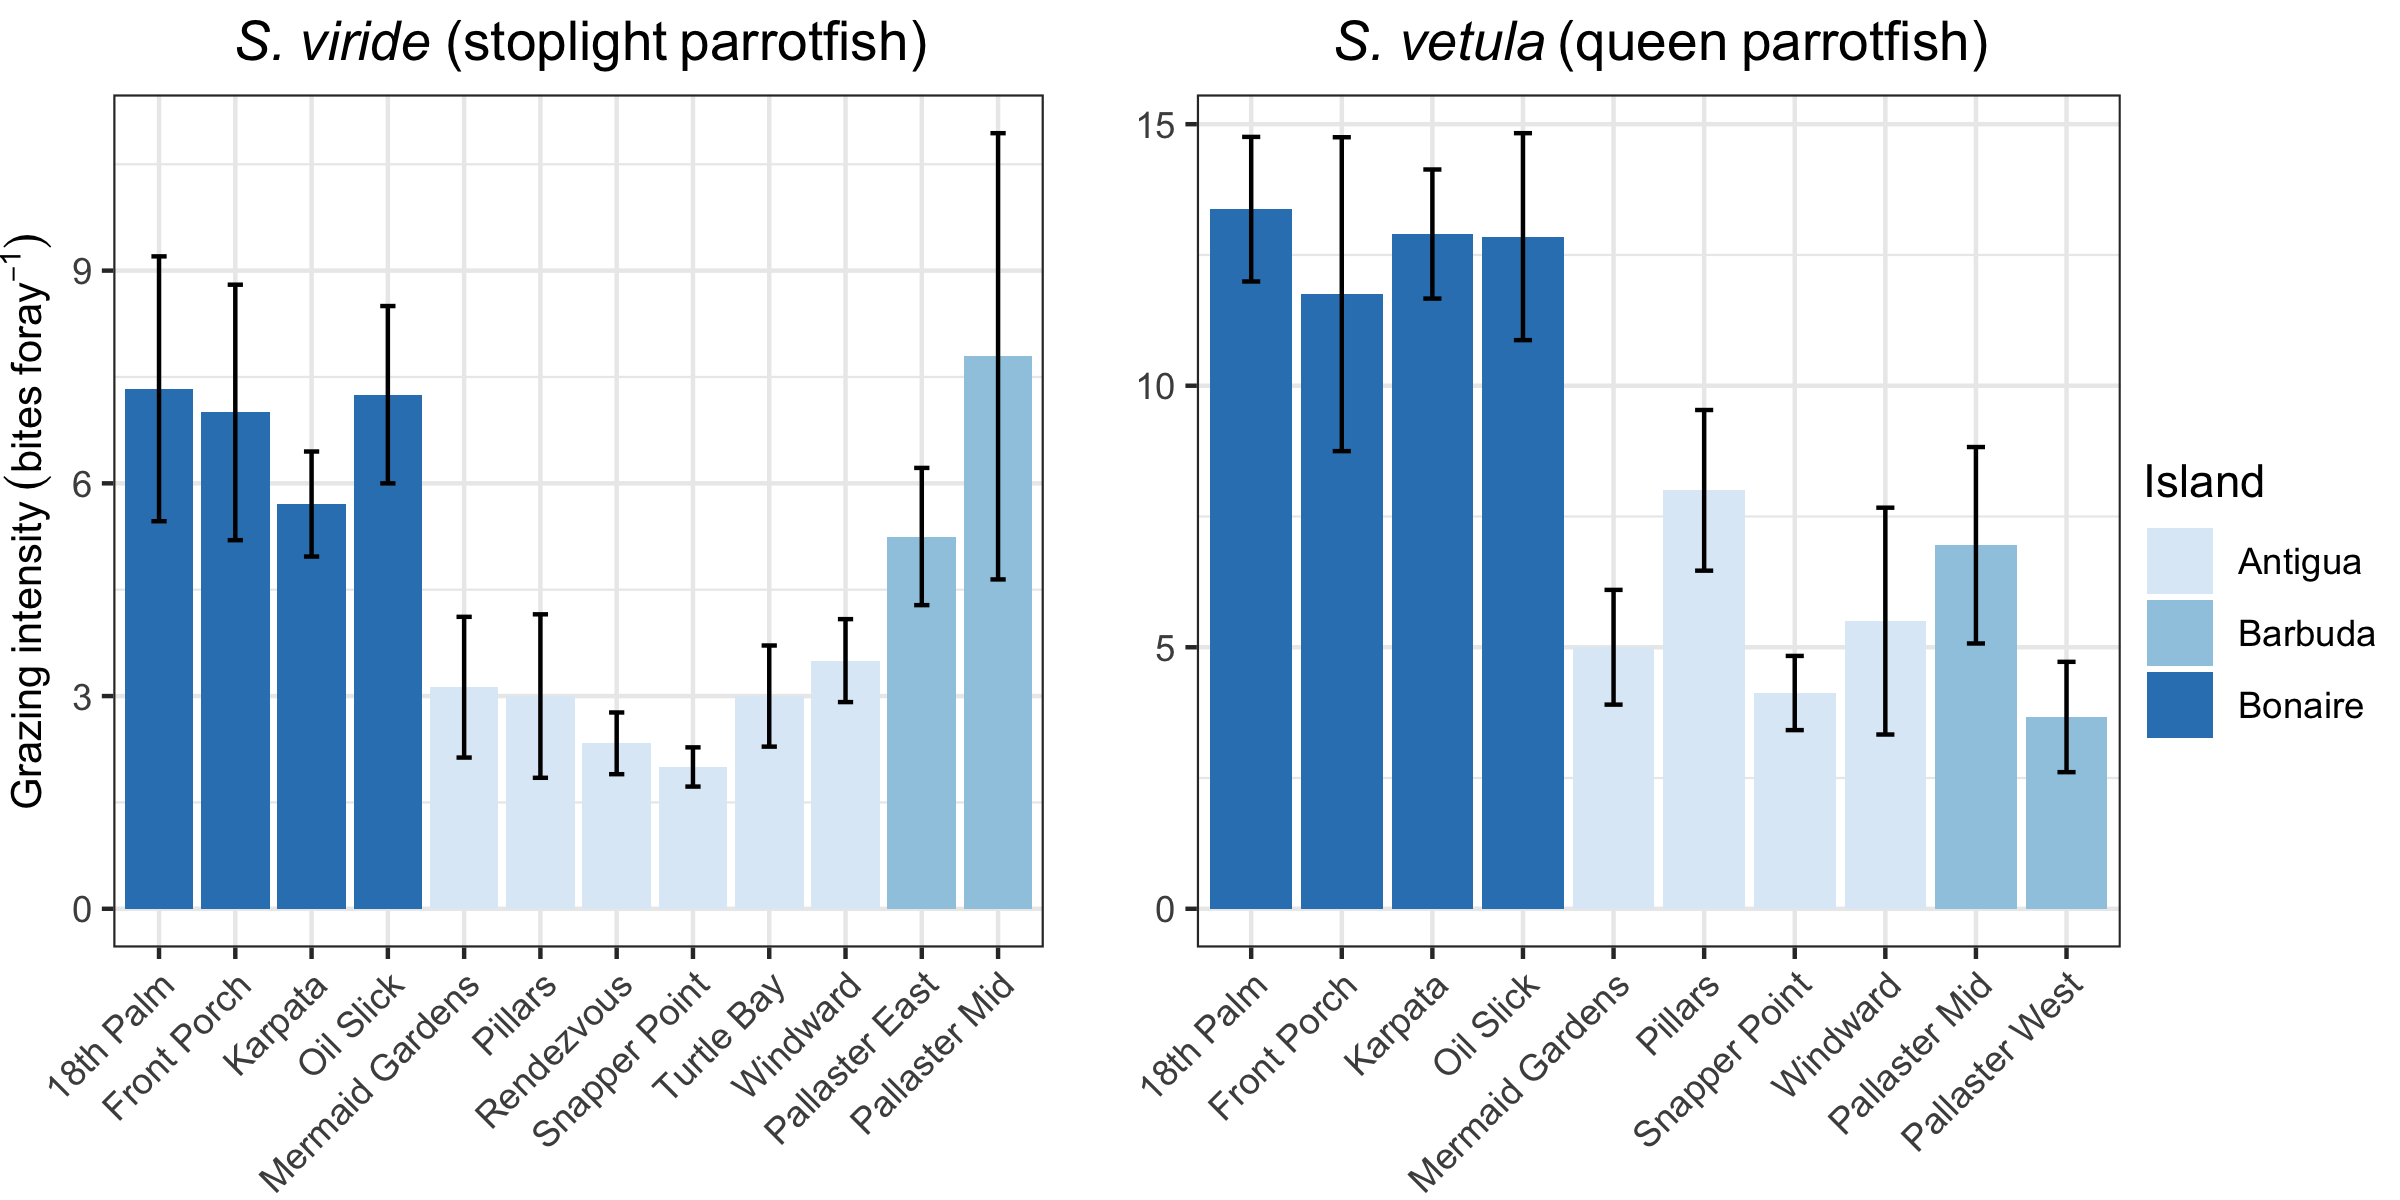 S. viride (stoplight parrotfish)
Grazing intensity (bites foray⁻¹)
9
6
3
0
18th Palm
Front Porch
Karpata
Oil Slick
Mermaid Gardens
Pillars
Rendezvous
Snapper Point
Turtle Bay
Windward
Pallaster East
Pallaster Mid
S. vetula (queen parrotfish)
15
10
5
0
18th Palm
Front Porch
Karpata
Oil Slick
Mermaid Gardens
Pillars
Snapper Point
Windward
Pallaster Mid
Pallaster West
Island
Antigua
Barbuda
Bonaire